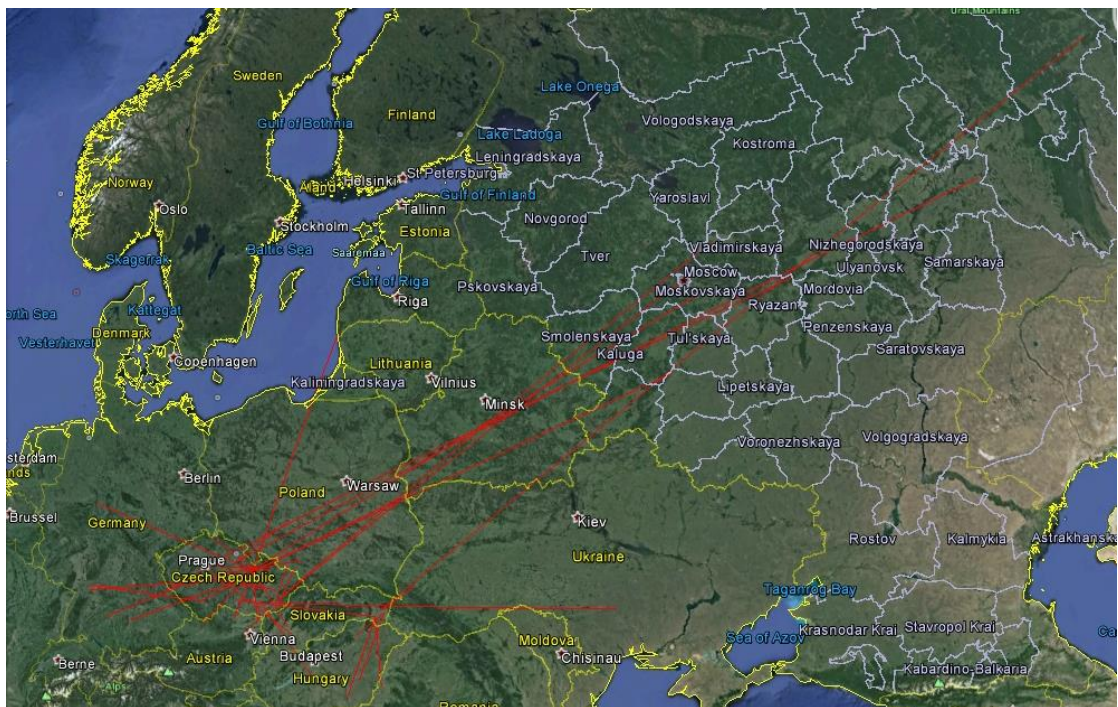 Ural Mountains
Sweden
Lake Onega
Finland
Gulf of Bothnia
Vologodskaya
Lake Ladoga
Kostroma
Leningradskaya
Norway
Aland
Helsinki
St Petersburg
Gulf of Finland
Yaroslavl
Oslo
Tallinn
Novgorod
Stockholm
Estonia
Vladimirskaya
Nizhegorodskaya
Baltic Sea
Saaremaa
Tver
Samarskaya
Skagerrak
Moscow
Ulyanovsk
Gulf of Riga
Pskovskaya
Moskovskaya
Mordovia
Riga
Ryazan
Kattegat
orth Sea
Penzenskaya
Denmark
Smolenskaya
Tul'skaya
Vesterhavet
Saratovskaya
Kaluga
Copenhagen
Lithuania
Kaliningradskaya
Vilnius
Lipetskaya
Minsk
Voronezhskaya
Volgogradskaya
sterdam
nds
Berlin
Warsaw
Poland
Brussel
Germany
Kiev
Rostov
Kalmykia
Astrakhanska
Ukraine
Prague
Czech Republic
Taganrog Bay
Slovakia
Krasnodar Krai
Stavropol Krai
Ca
Vienna
Moldova
Sea of Azov
Budapest
Chisinau
Austria
Berne
Kabardino-Balkaria
Hungary
Alps
Romania